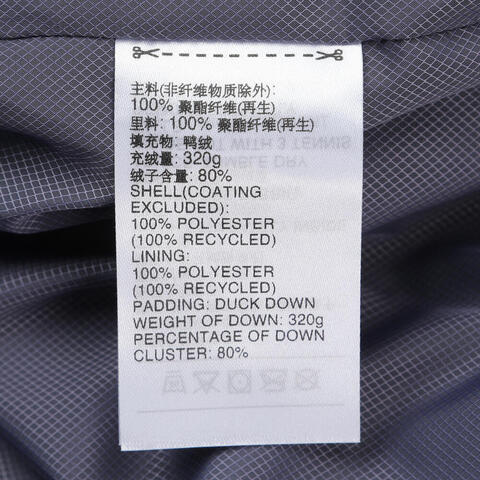 主料(非纤维物质除外):
100% 聚酯纤维(再生)
里料: 100% 聚酯纤维(再生)
填充物: 鸭绒
充绒量: 320g
绒子含量: 80%
SHELL(COATING
EXCLUDED):
100% POLYESTER
(100% RECYCLED)
LINING:
100% POLYESTER
(100% RECYCLED)
PADDING: DUCK DOWN
WEIGHT OF DOWN: 320g
PERCENTAGE OF DOWN
CLUSTER: 80%